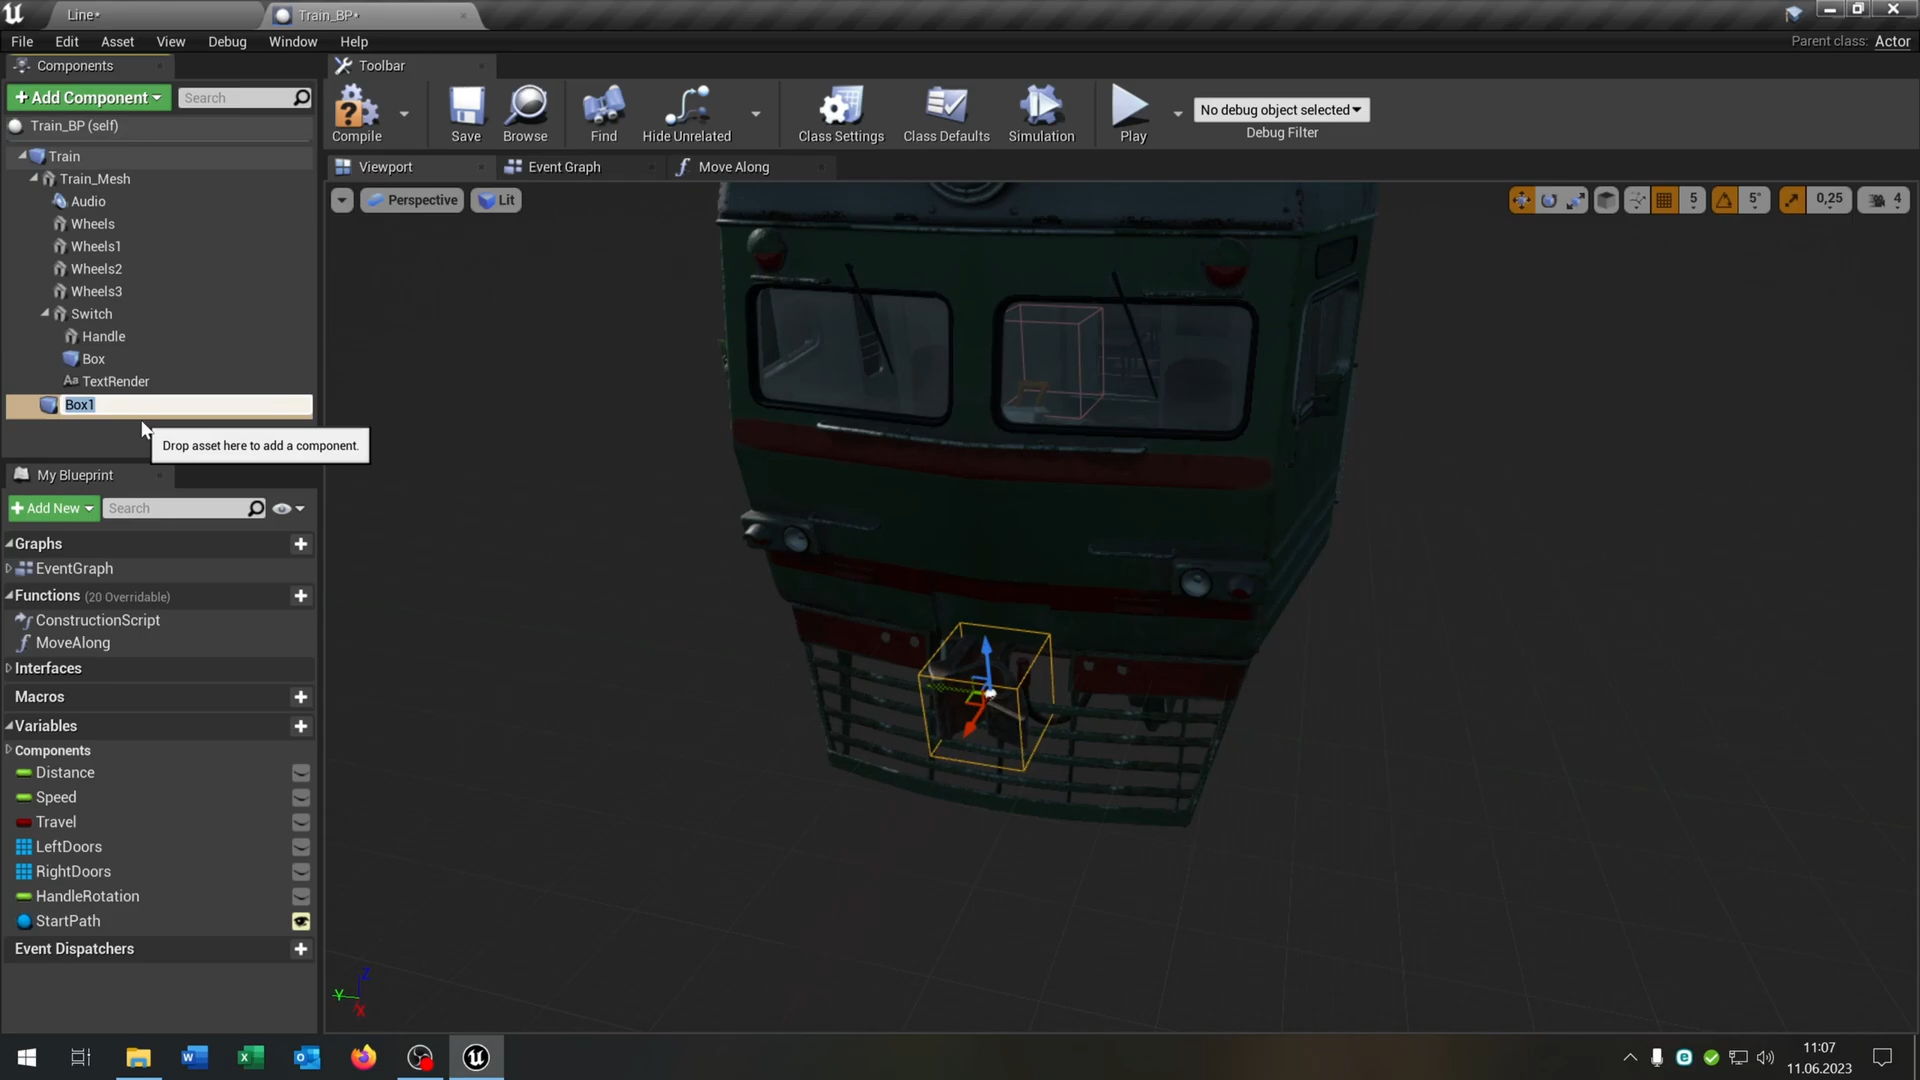 Line*
Train_BP*
File
Edit
Asset
View
Debug
Window
Help
Parent class: Actor
Components
Toolbar
+ Add Component
Search
Train_BP (self)
Compile
Save
Browse
Find
Hide Unrelated
Class Settings
Class Defaults
Simulation
Play
No debug object selected
Debug Filter
Train
Train_Mesh
Audio
Wheels
Wheels1
Wheels2
Wheels3
Switch
Handle
Box
TextRender
Box1
Drop asset here to add a component.
Viewport
Event Graph
Move Along
Perspective
Lit
5
5°
0,25
4
My Blueprint
+ Add New
Search
Graphs
EventGraph
Functions (20 Overridable)
ConstructionScript
MoveAlong
Interfaces
Macros
Variables
Components
Distance
Speed
Travel
LeftDoors
RightDoors
HandleRotation
StartPath
Event Dispatchers
Z
Y
X
11:07
11.06.2023